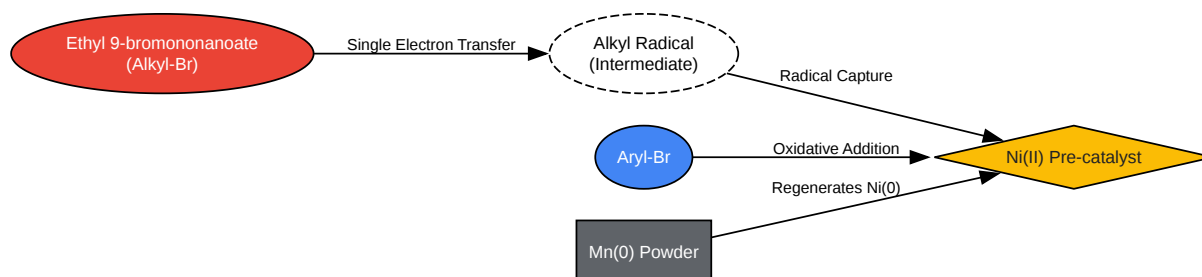 Ethyl 9-bromononanoate
(Alkyl-Br)
Single Electron Transfer
Alkyl Radical
(Intermediate)
Radical Capture
Aryl-Br
Oxidative Addition
Ni(II) Pre-catalyst
Regenerates Ni(0)
Mn(0) Powder